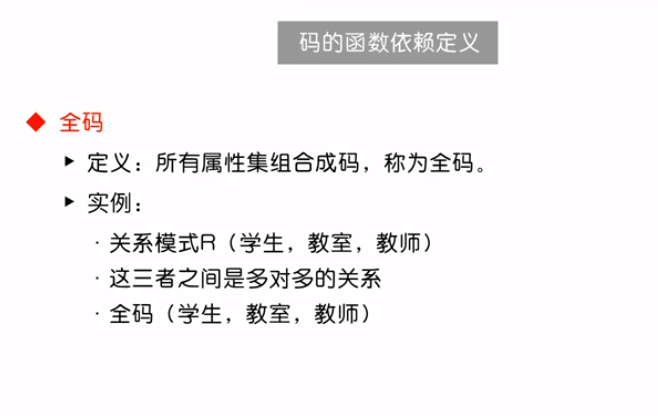 码的函数依赖定义
◆ 全码
▶ 定义：所有属性集组合成码，称为全码。
▶ 实例：
· 关系模式R（学生，教室，教师）
· 这三者之间是多对多的关系
· 全码（学生，教室，教师）